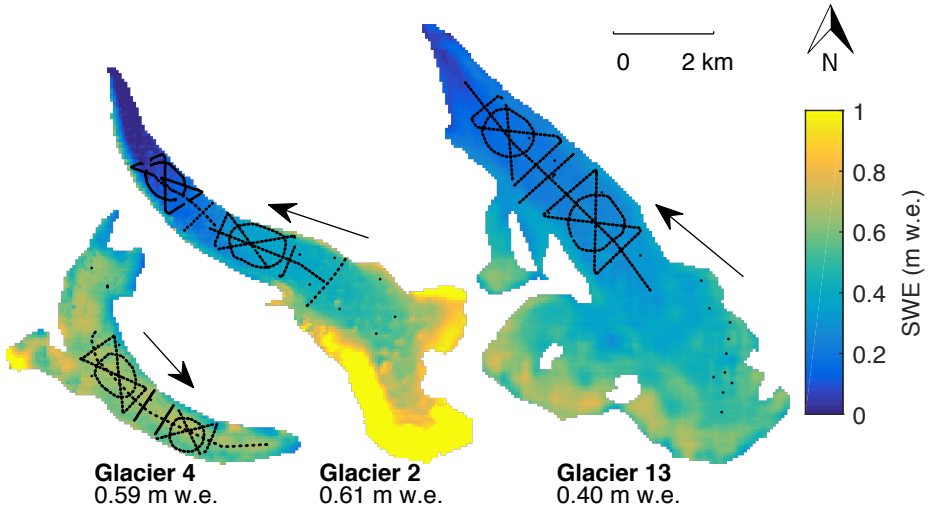 0 2 km
N
1
0.8
0.6
0.4
0.2
0
SWE (m w.e.)
Glacier 4
0.59 m w.e.
Glacier 2
0.61 m w.e.
Glacier 13
0.40 m w.e.